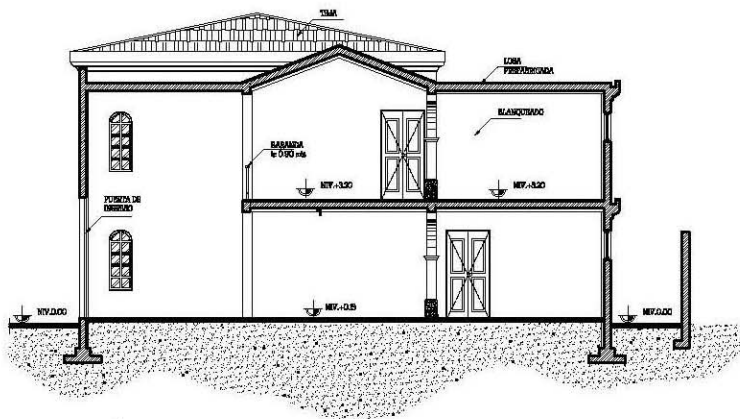 TEJA
LOSA
PREFABRICADA
BLANQUEADO
BARANDA
h: 0.90 mts
NIV.+3.20
NIV.+3.20
PUERTA DE
INGRESO
NIV.0.00
NIV.+0.15
NIV.0.00